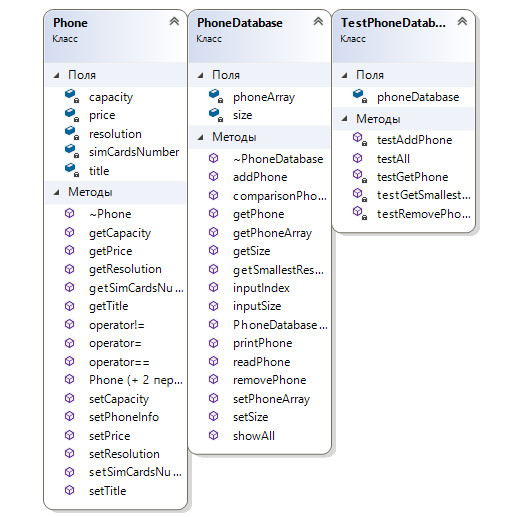 Phone
Класс
Поля
capacity
price
resolution
simCardsNumber
title
Методы
~Phone
getCapacity
getPrice
getResolution
getSimCardsNu...
getTitle
operator!=
operator=
operator==
Phone (+ 2 пер...
setCapacity
setPhoneInfo
setPrice
setResolution
setSimCardsNu...
setTitle
PhoneDatabase
Класс
Поля
phoneArray
size
Методы
~PhoneDatabase
addPhone
comparisonPho...
getPhone
getPhoneArray
getSize
getSmallestRes...
inputIndex
inputSize
PhoneDatabase...
printPhone
readPhone
removePhone
setPhoneArray
setSize
showAll
TestPhoneDatab...
Класс
Поля
phoneDatabase
Методы
testAddPhone
testAll
testGetPhone
testGetSmallest...
testRemovePho...